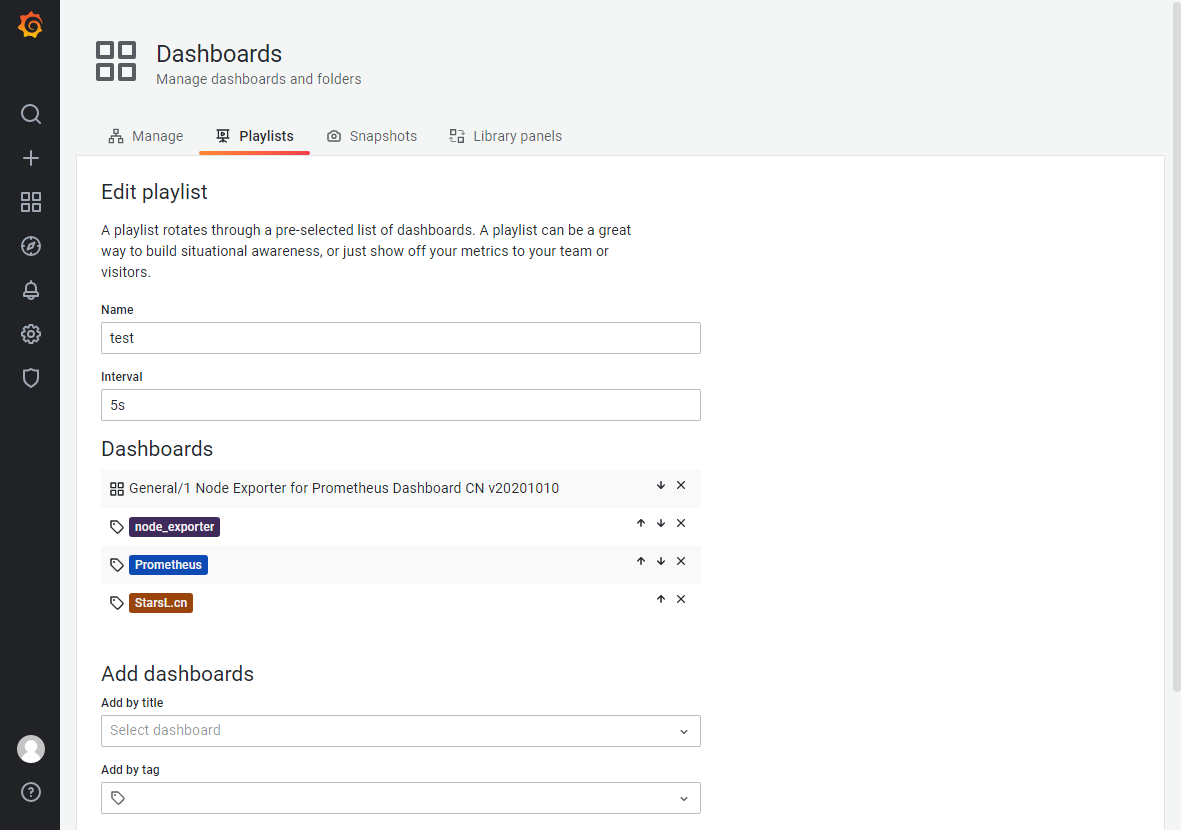 Dashboards
Manage dashboards and folders
Manage
Playlists
Snapshots
Library panels
Edit playlist
A playlist rotates through a pre-selected list of dashboards. A playlist can be a great
way to build situational awareness, or just show off your metrics to your team or
visitors.
Name
test
Interval
5s
Dashboards
General/1 Node Exporter for Prometheus Dashboard CN v20201010
node_exporter
Prometheus
StarsL.cn
Add dashboards
Add by title
Select dashboard
Add by tag